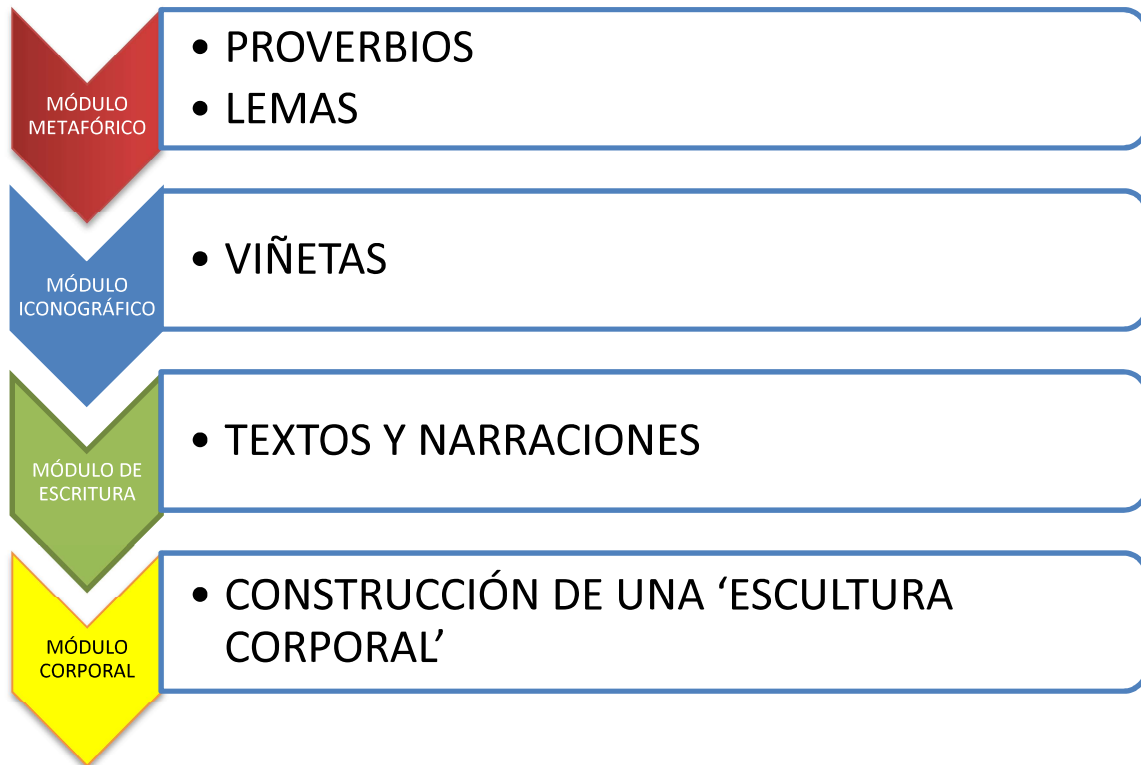 MÓDULO
METAFÓRICO
• PROVERBIOS
• LEMAS
MÓDULO
ICONOGRÁFICO
• VIÑETAS
MÓDULO DE
ESCRITURA
• TEXTOS Y NARRACIONES
MÓDULO
CORPORAL
• CONSTRUCCIÓN DE UNA ‘ESCULTURA
CORPORAL’